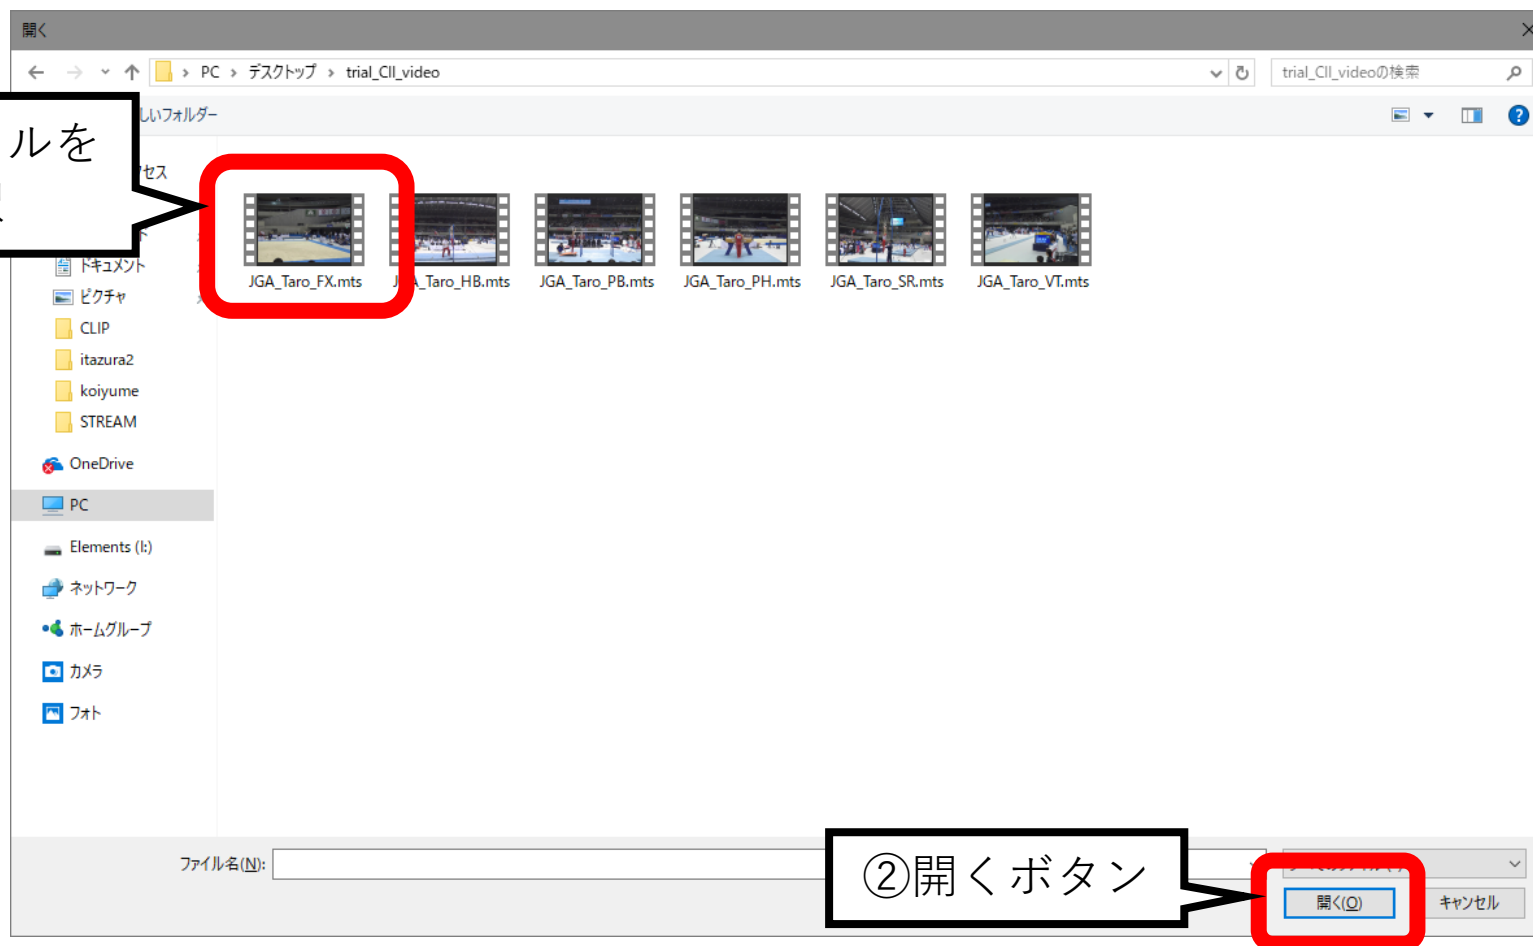 開く
PC › デスクトップ › trial_CII_video
trial_CII_videoの検索
しいフォルダー
ルを
セス
ト
ドキュメント
ピクチャ
CLIP
itazura2
koiyume
STREAM
OneDrive
PC
Elements (I:)
ネットワーク
ホームグループ
カメラ
フォト
JGA_Taro_FX.mts
_Taro_HB.mts
JGA_Taro_PB.mts
JGA_Taro_PH.mts
JGA_Taro_SR.mts
JGA_Taro_VT.mts
ファイル名(N):
②開くボタン
開く(O)
キャンセル